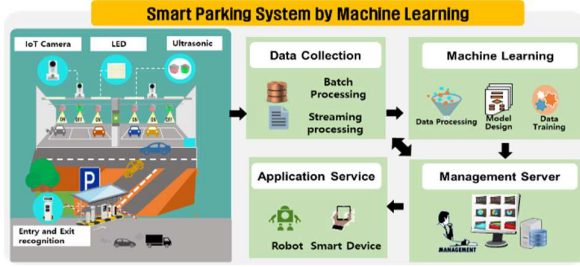 Smart Parking System by Machine Learning
IoT Camera
LED
Ultrasonic
P
Entry and Exit
recognition
Data Collection
Batch
Processing
Streaming
processing
Machine Learning
Data Processing
Model
Design
Data
Training
Application Service
Robot
Smart Device
Management Server
MANAGEMENT